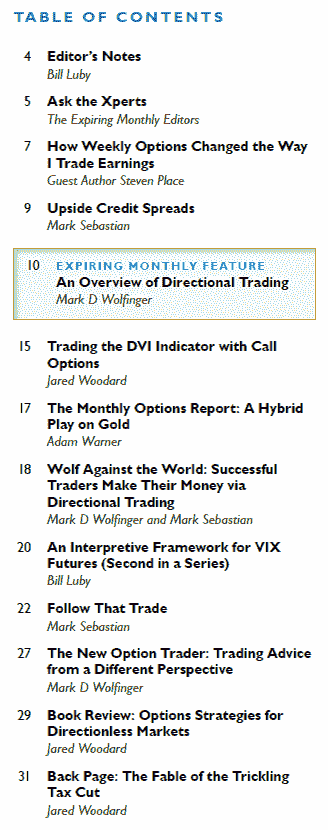 TABLE OF CONTENTS
4 Editor's Notes
Bill Luby
5 Ask the Xperts
The Expiring Monthly Editors
7 How Weekly Options Changed the Way
I Trade Earnings
Guest Author Steven Place
9 Upside Credit Spreads
Mark Sebastian
10 EXPIRING MONTHLY FEATURE
An Overview of Directional Trading
Mark D Wolfinger
15 Trading the DVI Indicator with Call
Options
Jared Woodard
17 The Monthly Options Report: A Hybrid
Play on Gold
Adam Warner
18 Wolf Against the World: Successful
Traders Make Their Money via
Directional Trading
Mark D Wolfinger and Mark Sebastian
20 An Interpretive Framework for VIX
Futures (Second in a Series)
Bill Luby
22 Follow That Trade
Mark Sebastian
27 The New Option Trader: Trading Advice
from a Different Perspective
Mark D Wolfinger
29 Book Review: Options Strategies for
Directionless Markets
Jared Woodard
31 Back Page: The Fable of the Trickling
Tax Cut
Jared Woodard